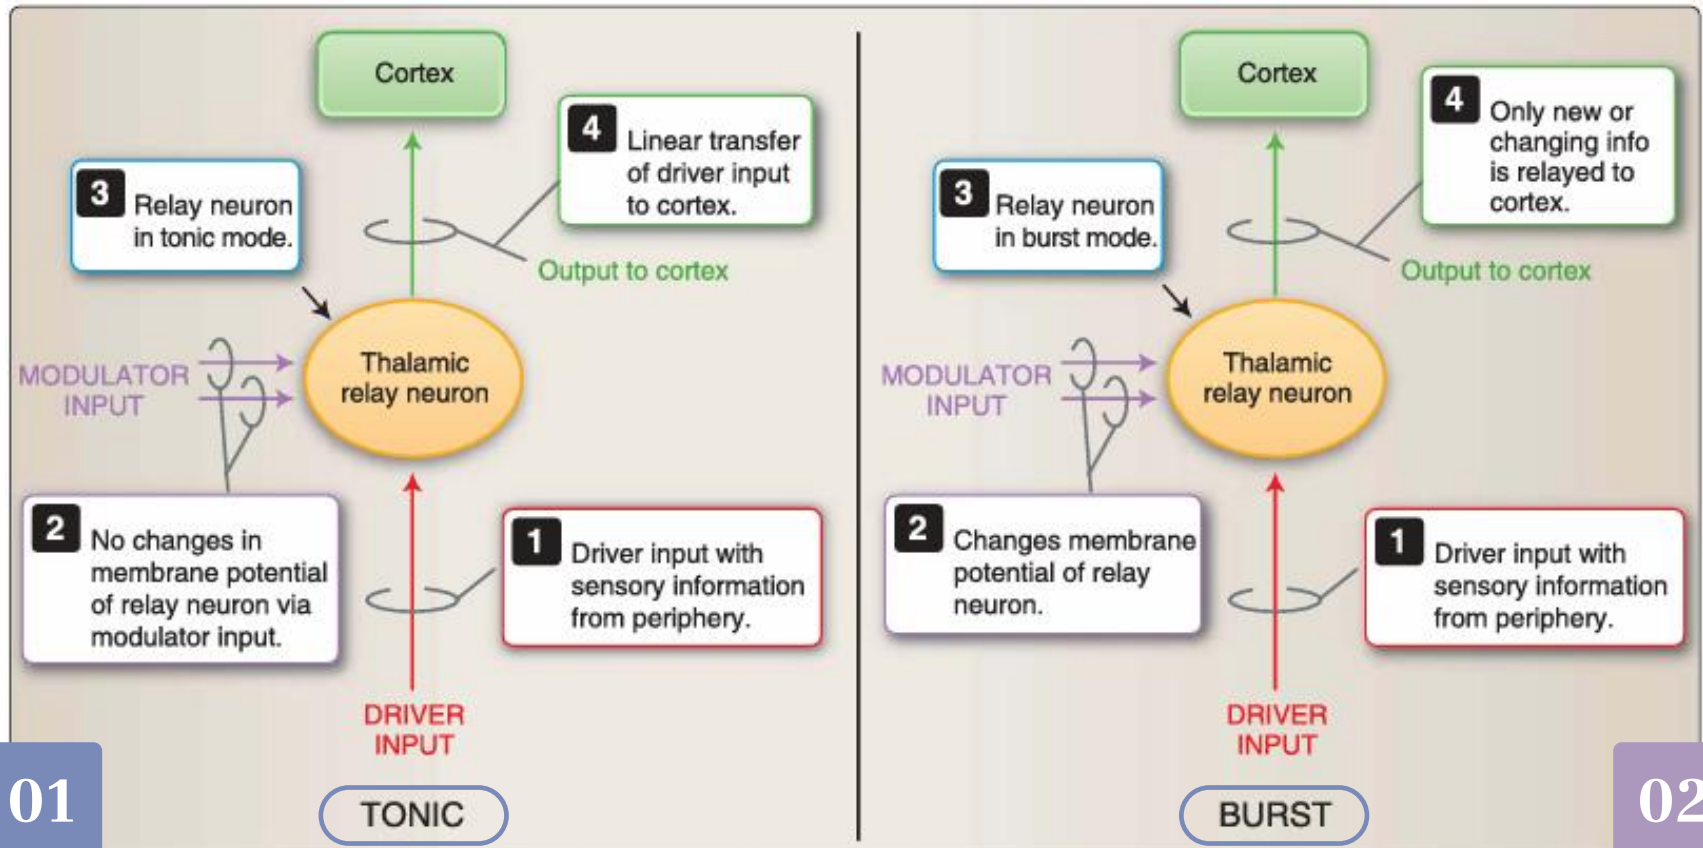 Cortex
4
Linear transfer
of driver input
to cortex.
3
Relay neuron
in tonic mode.
Output to cortex
MODULATOR
INPUT
Thalamic
relay neuron
2
No changes in
membrane potential
of relay neuron via
modulator input.
1
Driver input with
sensory information
from periphery.
DRIVER
INPUT
01
TONIC
Cortex
4
Only new or
changing info
is relayed to
cortex.
3
Relay neuron
in burst mode.
Output to cortex
MODULATOR
INPUT
Thalamic
relay neuron
2
Changes membrane
potential of relay
neuron.
1
Driver input with
sensory information
from periphery.
DRIVER
INPUT
BURST
02